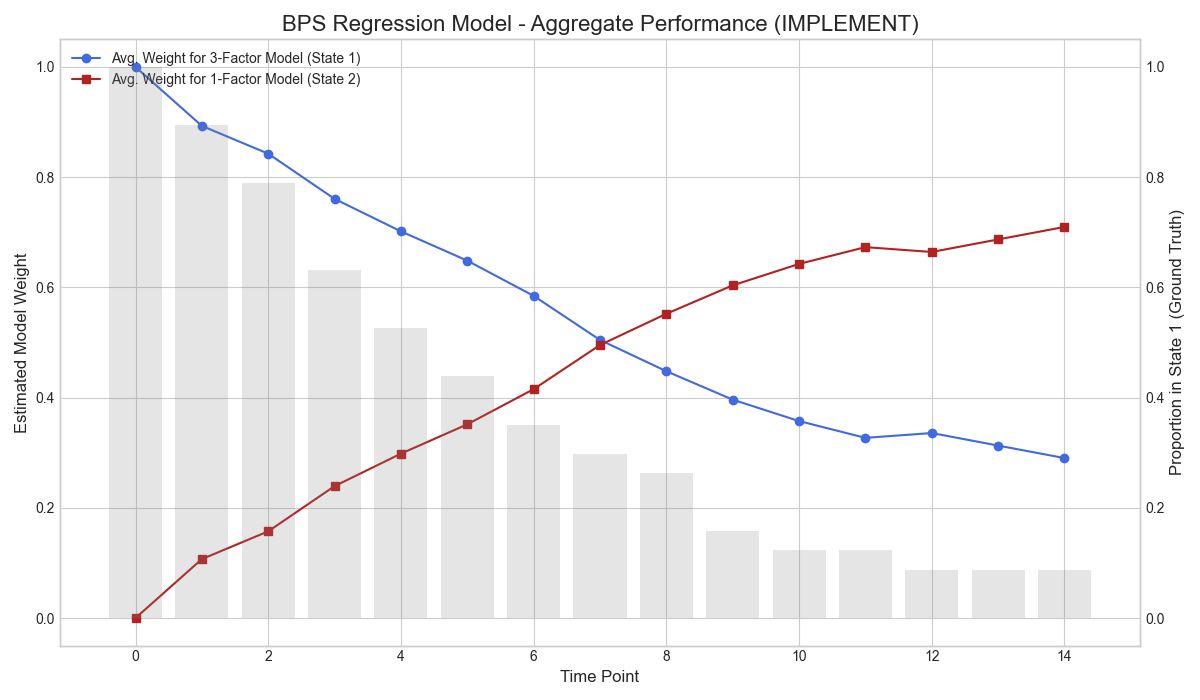 BPS Regression Model - Aggregate Performance (IMPLEMENT)
Avg. Weight for 3-Factor Model (State 1)
Avg. Weight for 1-Factor Model (State 2)
Estimated Model Weight
1.0
0.8
0.6
0.4
0.2
0.0
1.0
0.8
0.6
0.4
0.2
0.0
Proportion in State 1 (Ground Truth)
0 2 4 6 8 10 12 14
Time Point